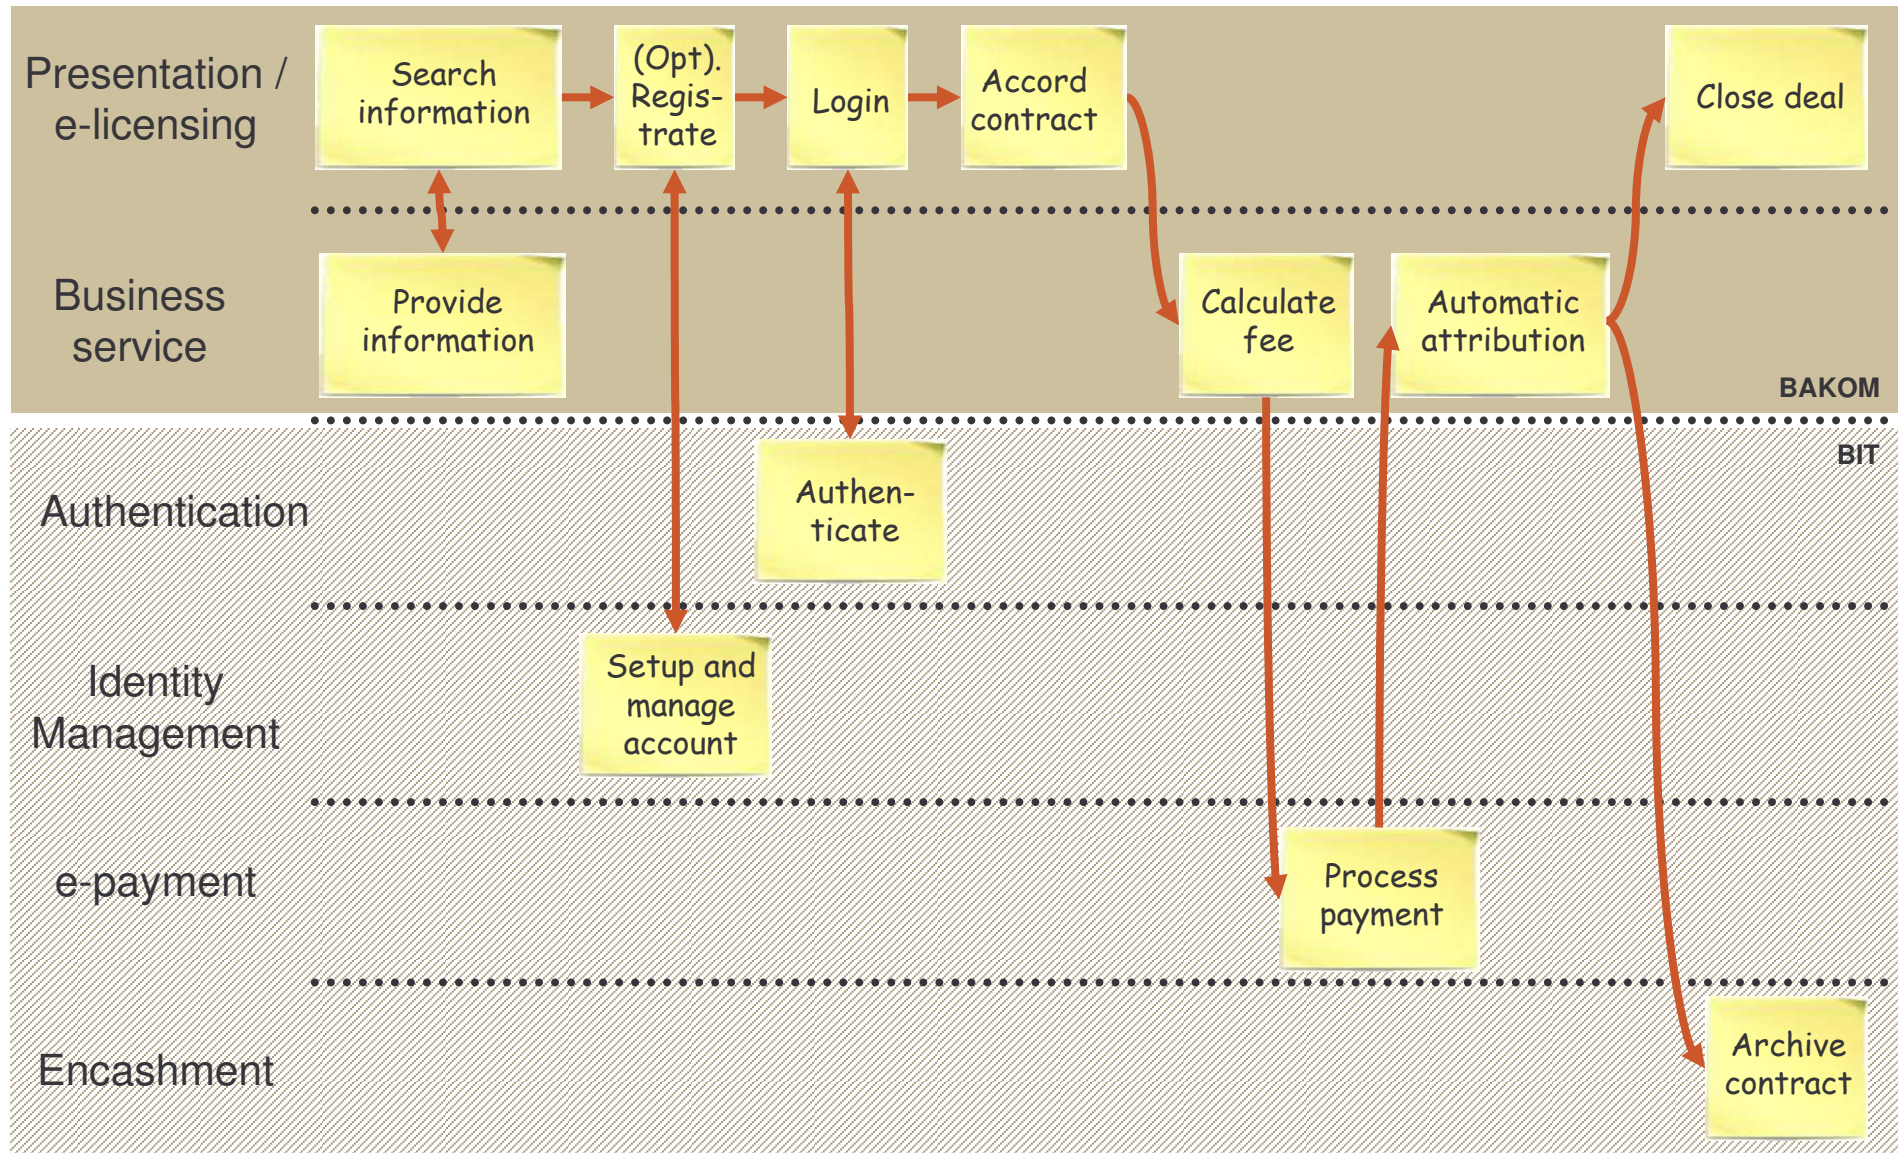 Presentation /
e-licensing
Search
information
(Opt).
Regis-
trate
Login
Accord
contract
Close deal
Business
service
Provide
information
Calculate
fee
Automatic
attribution
BAKOM
BIT
Authentication
Authen-
ticate
Identity
Management
Setup and
manage
account
e-payment
Process
payment
Encashment
Archive
contract